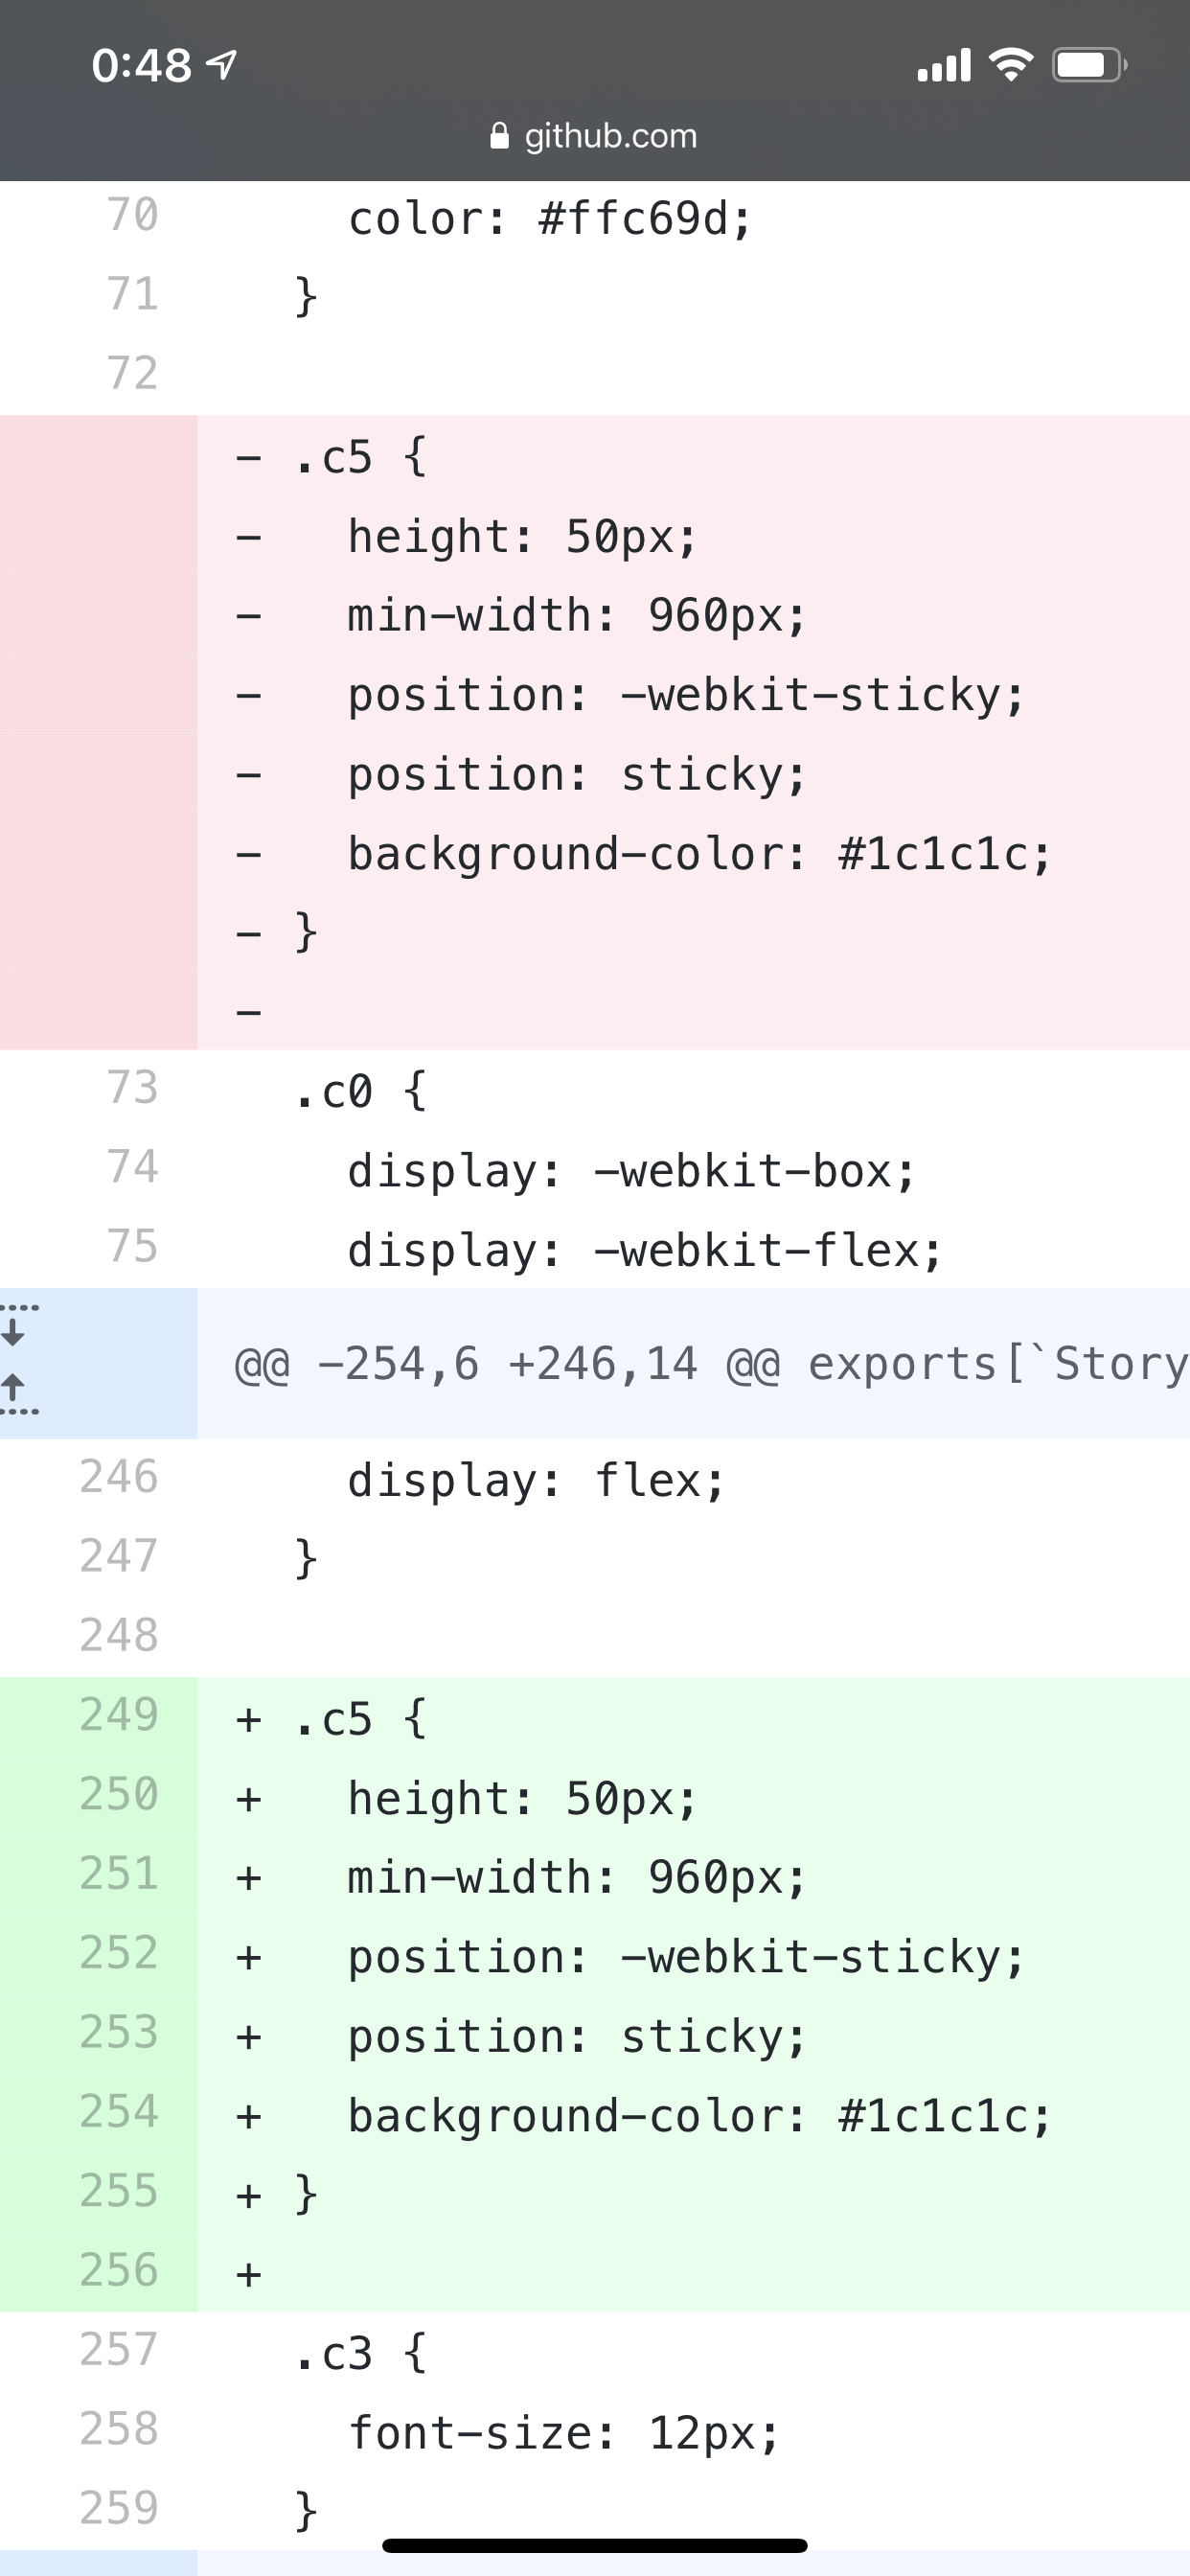 0:48
github.com
70 color: #ffc69d;
71 }
72
- .c5 {
- height: 50px;
- min-width: 960px;
- position: -webkit-sticky;
- position: sticky;
- background-color: #1c1c1c;
- }
-
73 .c0 {
74 display: -webkit-box;
75 display: -webkit-flex;
@@ -254,6 +246,14 @@ exports[`Story
246 display: flex;
247 }
248
249 + .c5 {
250 + height: 50px;
251 + min-width: 960px;
252 + position: -webkit-sticky;
253 + position: sticky;
254 + background-color: #1c1c1c;
255 + }
256 +
257 .c3 {
258 font-size: 12px;
259 }